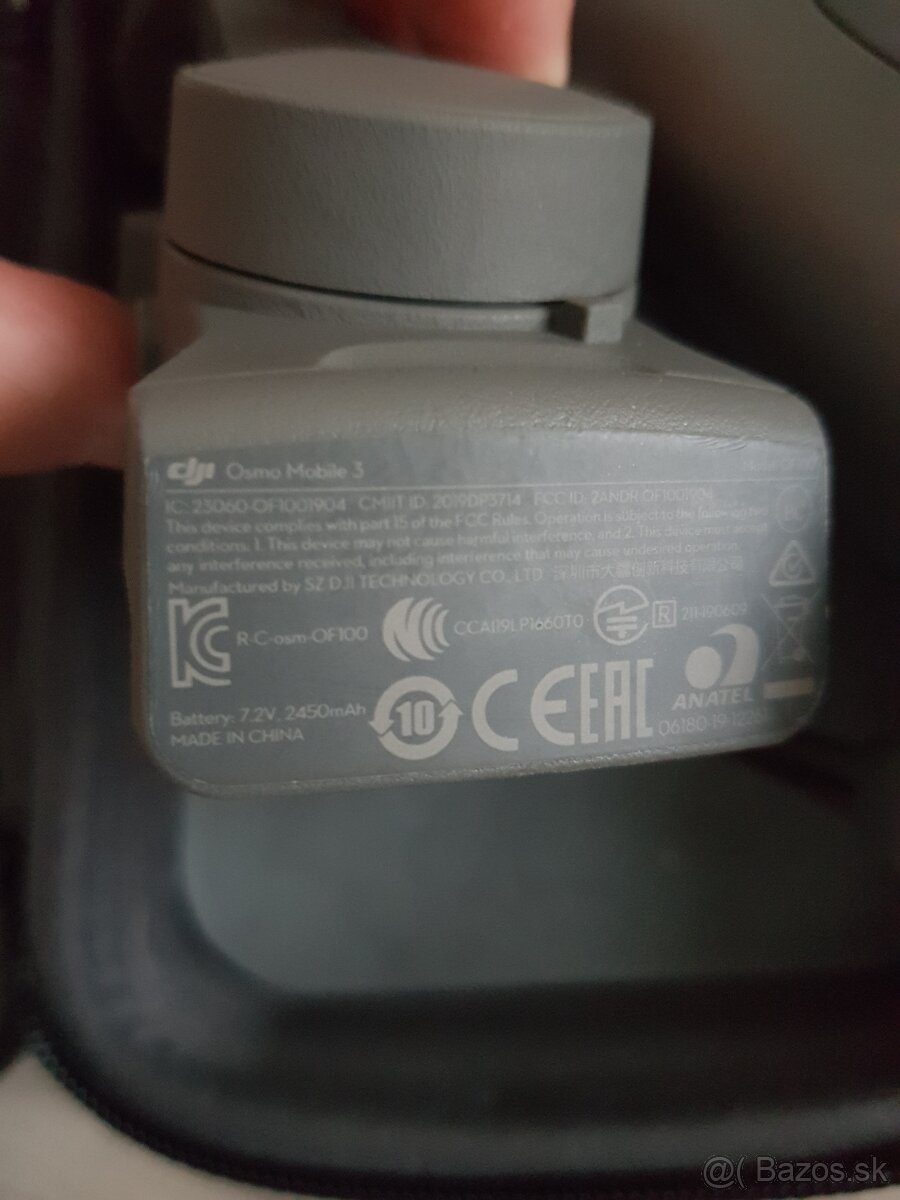 dji Osmo Mobile 3
IC: 23060-OF1001904 CMIIT ID: 2019DP3714 FCC ID: 2ANDR-OF1001904
This device complies with part 15 of the FCC Rules. Operation is subject to the following two
conditions. 1. This device may not cause harmful interference, and 2. This device must accept
any interference received, including interference that may cause undesired operation.
Manufactured by SZ DJI TECHNOLOGY CO., LTD. 深圳市大疆创新科技有限公司
R-C-osm-OF100
CCAI19LP1660T0
R 211-190609
Battery: 7.2V, 2450mAh
MADE IN CHINA
10
CE
EAC
ANATEL
@( Bazos.sk